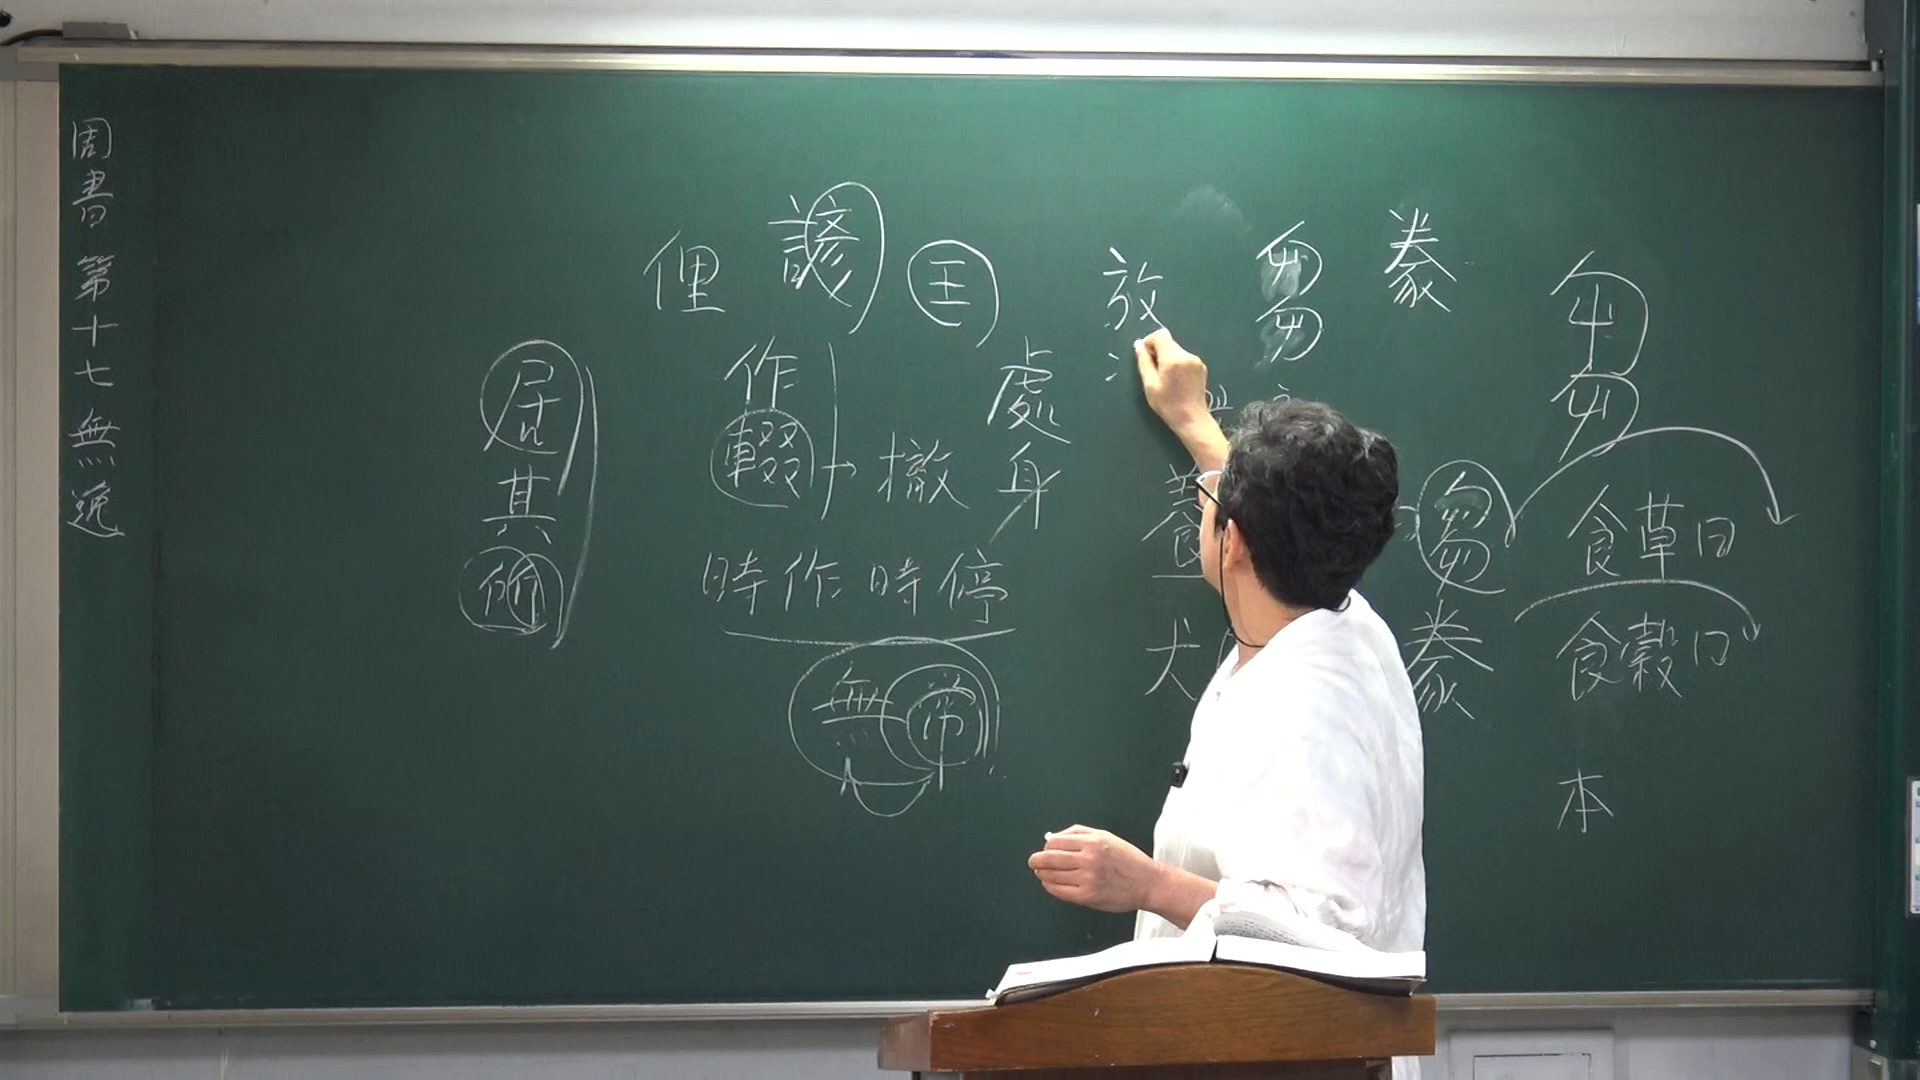 周書第十七無逸
居其所
俚諺
王
作輟
撤
處身
時作時停
無常
放
芻豢
養
犬
芻豢
芻
食草曰
食穀曰
本